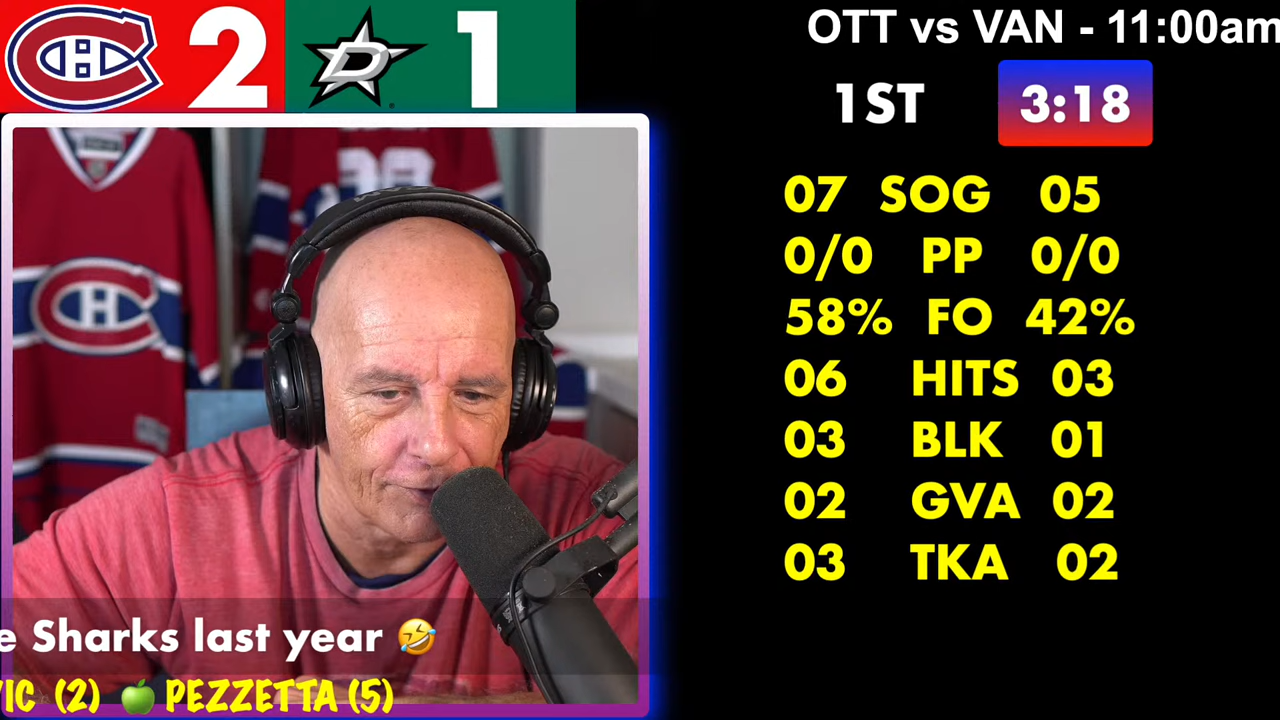 2 1
OTT vs VAN - 11:00am
1ST 3:18
07 SOG 05
0/0 PP 0/0
58% FO 42%
06 HITS 03
03 BLK 01
02 GVA 02
03 TKA 02
e Sharks last year 🤣
VIC (2) 🍏 PEZZETTA (5)